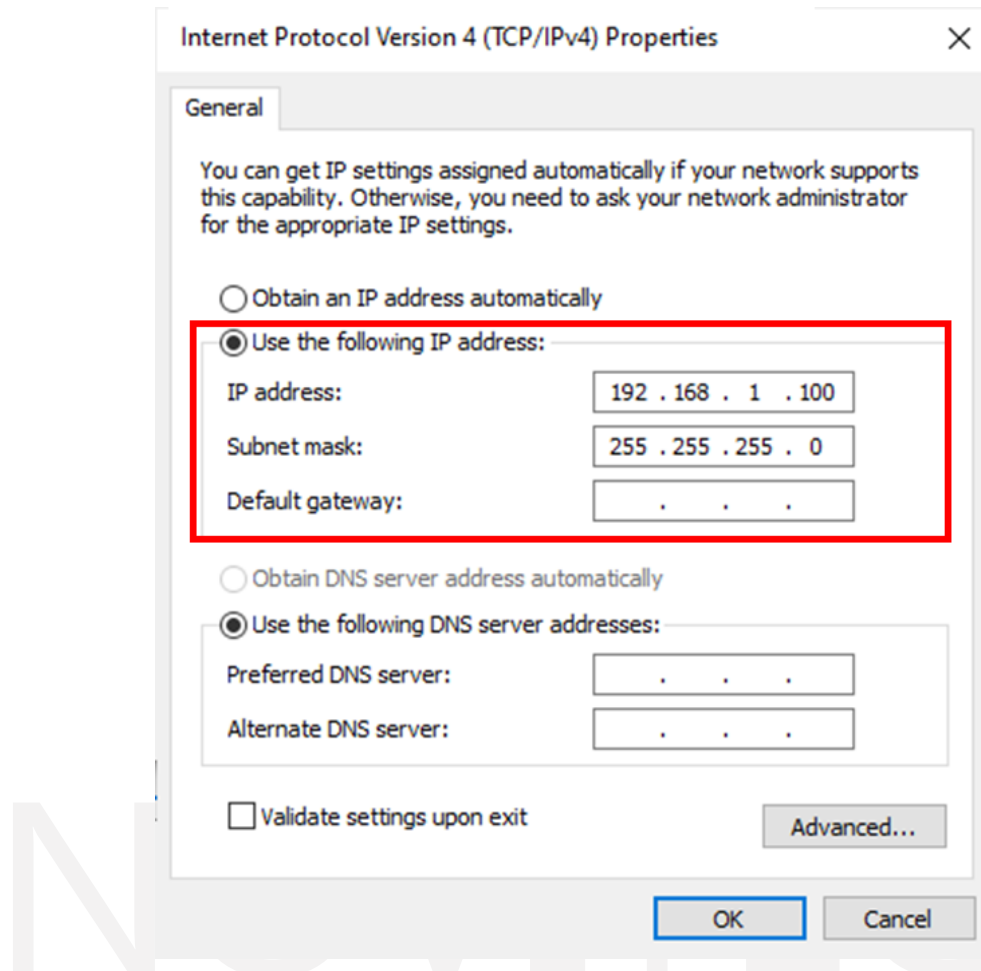 Internet Protocol Version 4 (TCP/IPv4) Properties
General
You can get IP settings assigned automatically if your network supports
this capability. Otherwise, you need to ask your network administrator
for the appropriate IP settings.
Obtain an IP address automatically
Use the following IP address:
IP address: 192 . 168 . 1 . 100
Subnet mask: 255 . 255 . 255 . 0
Default gateway: . . .
Obtain DNS server address automatically
Use the following DNS server addresses:
Preferred DNS server: . . .
Alternate DNS server: . . .
Validate settings upon exit
Advanced...
OK Cancel